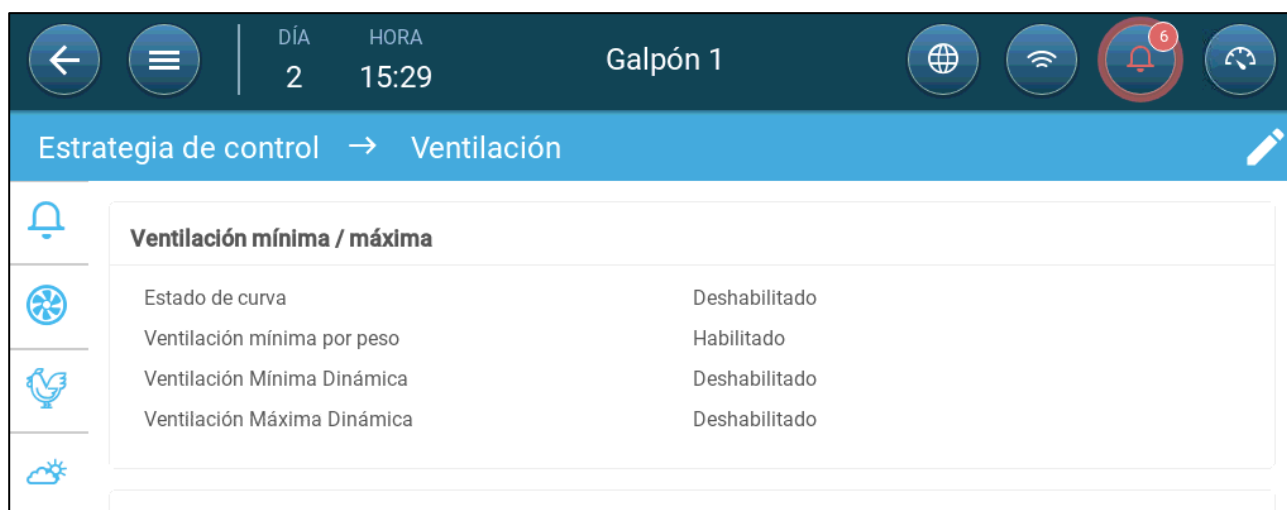 DÍA HORA
2 15:29
Galpón 1
6
Estrategia de control → Ventilación
Ventilación mínima / máxima
Estado de curva Deshabilitado
Ventilación mínima por peso Habilitado
Ventilación Mínima Dinámica Deshabilitado
Ventilación Máxima Dinámica Deshabilitado